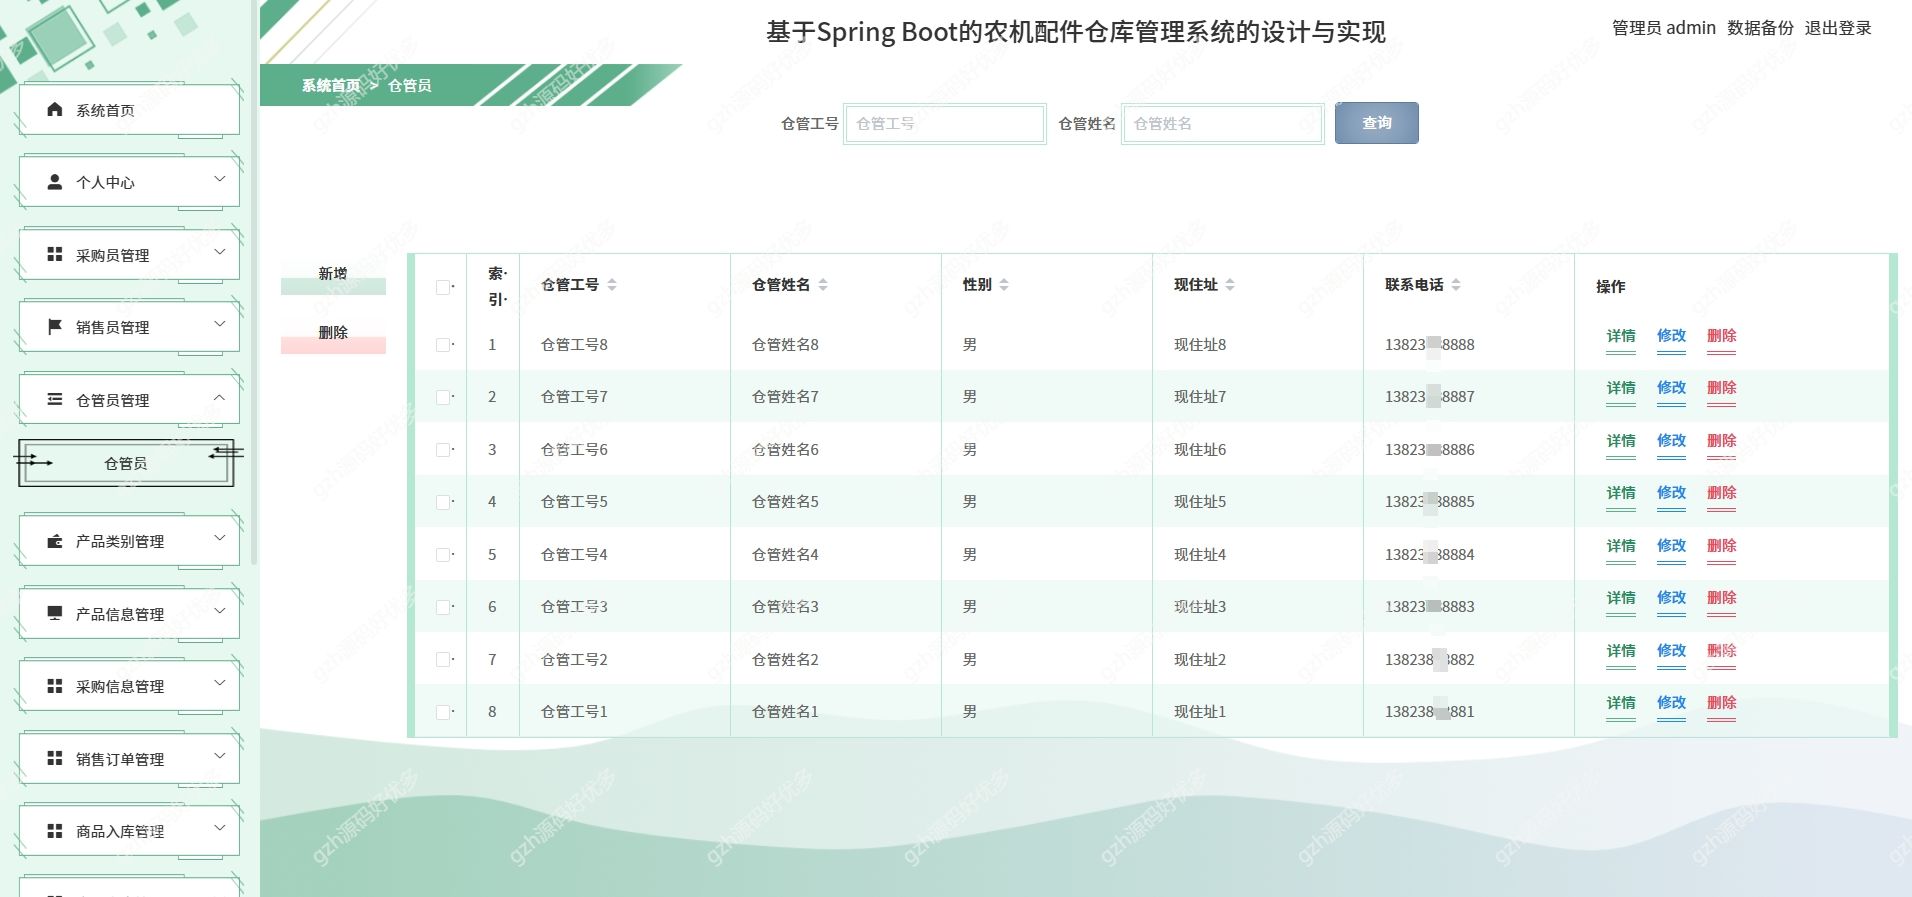 基于Spring Boot的农机配件仓库管理系统的设计与实现
管理员 admin 数据备份 退出登录
系统首页 > 仓管员
仓管工号 仓管工号 仓管姓名 仓管姓名 查询
系统首页
个人中心
采购员管理
销售员管理
仓管员管理
仓管员
产品类别管理
产品信息管理
采购信息管理
销售订单管理
商品入库管理
新增
删除
索引 仓管工号 仓管姓名 性别 现住址 联系电话 操作
1 仓管工号8 仓管姓名8 男 现住址8 13823 8888 详情 修改 删除
2 仓管工号7 仓管姓名7 男 现住址7 13823 8887 详情 修改 删除
3 仓管工号6 仓管姓名6 男 现住址6 13823 8886 详情 修改 删除
4 仓管工号5 仓管姓名5 男 现住址5 13823 8885 详情 修改 删除
5 仓管工号4 仓管姓名4 男 现住址4 13823 8884 详情 修改 删除
6 仓管工号3 仓管姓名3 男 现住址3 13823 8883 详情 修改 删除
7 仓管工号2 仓管姓名2 男 现住址2 138238 882 详情 修改 删除
8 仓管工号1 仓管姓名1 男 现住址1 138238 881 详情 修改 删除
gzh源码好优多